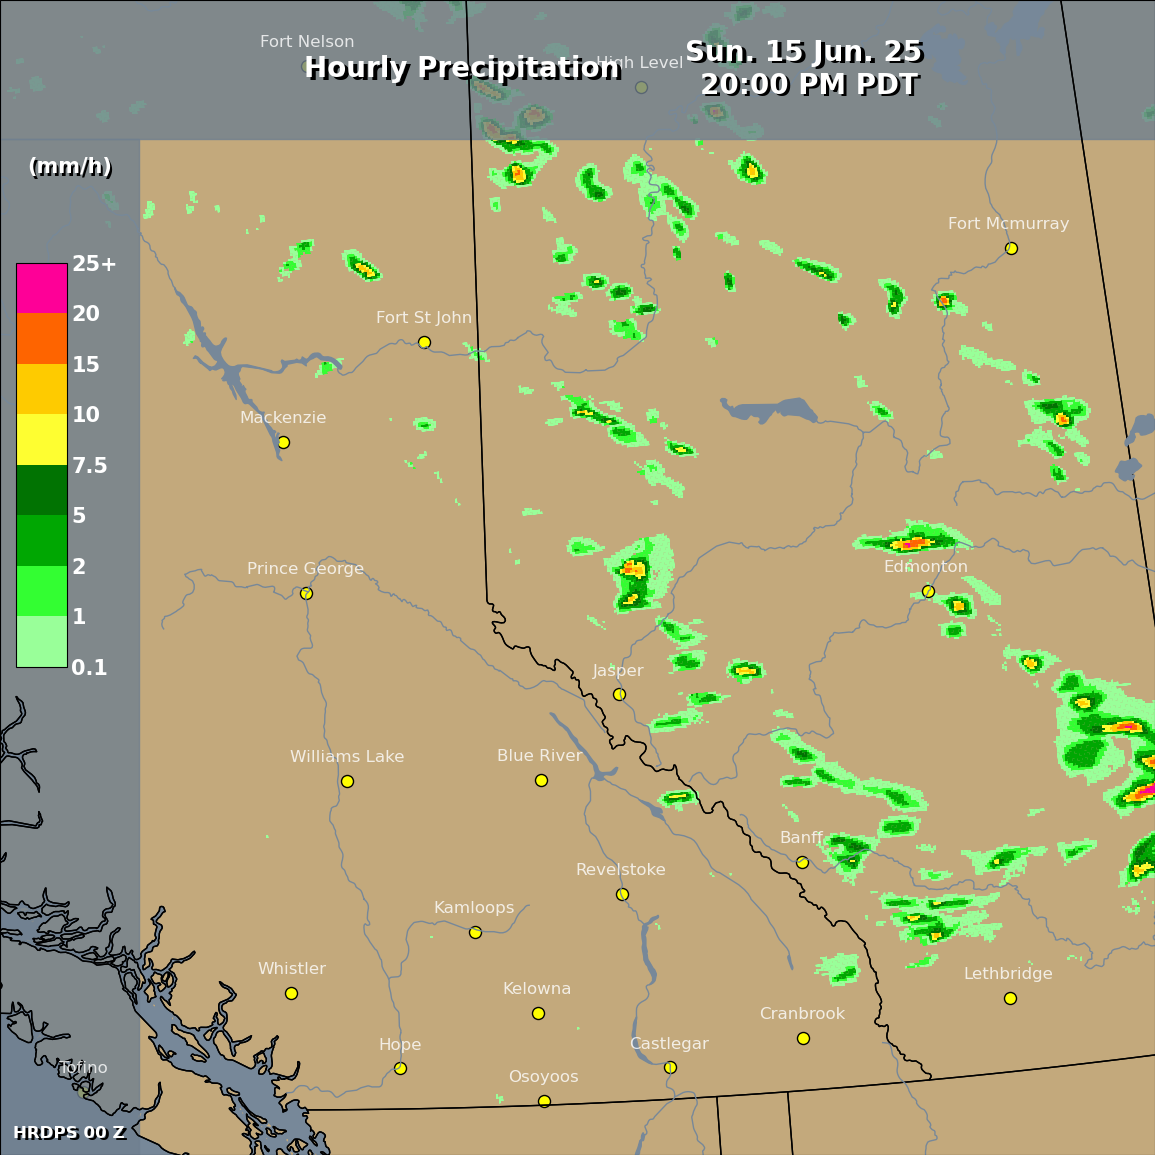 Fort Nelson
Hourly Precipitation
High Level
Sun. 15 Jun. 25
20:00 PM PDT
(mm/h)
25+
20
15
10
7.5
5
2
1
0.1
Fort Mcmurray
Fort St John
Mackenzie
Prince George
Edmonton
Jasper
Williams Lake
Blue River
Banff
Revelstoke
Kamloops
Whistler
Kelowna
Lethbridge
Cranbrook
Hope
Castlegar
Tofino
Osoyoos
HRDPS 00 Z